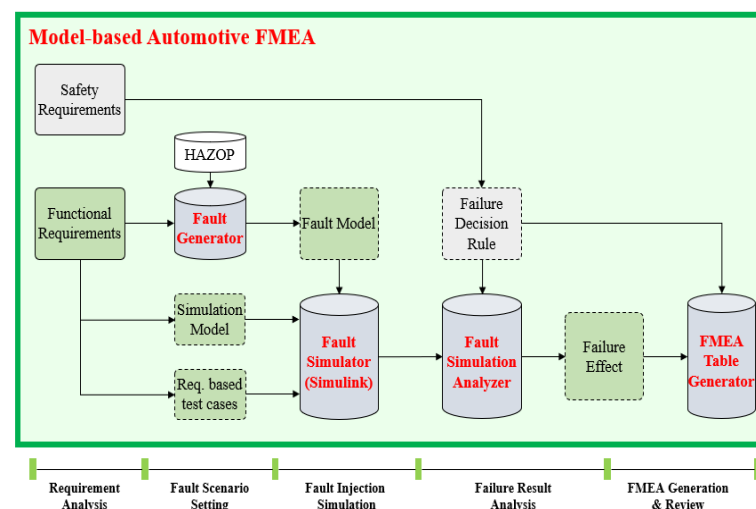 Model-based Automotive FMEA
Safety
Requirements
HAZOP
Functional
Requirements
Fault
Generator
Fault Model
Failure
Decision
Rule
Simulation
Model
Req. based
test cases
Fault
Simulator
(Simulink)
Fault
Simulation
Analyzer
Failure
Effect
FMEA
Table
Generator
Requirement
Analysis
Fault Scenario
Setting
Fault Injection
Simulation
Failure Result
Analysis
FMEA Generation
& Review